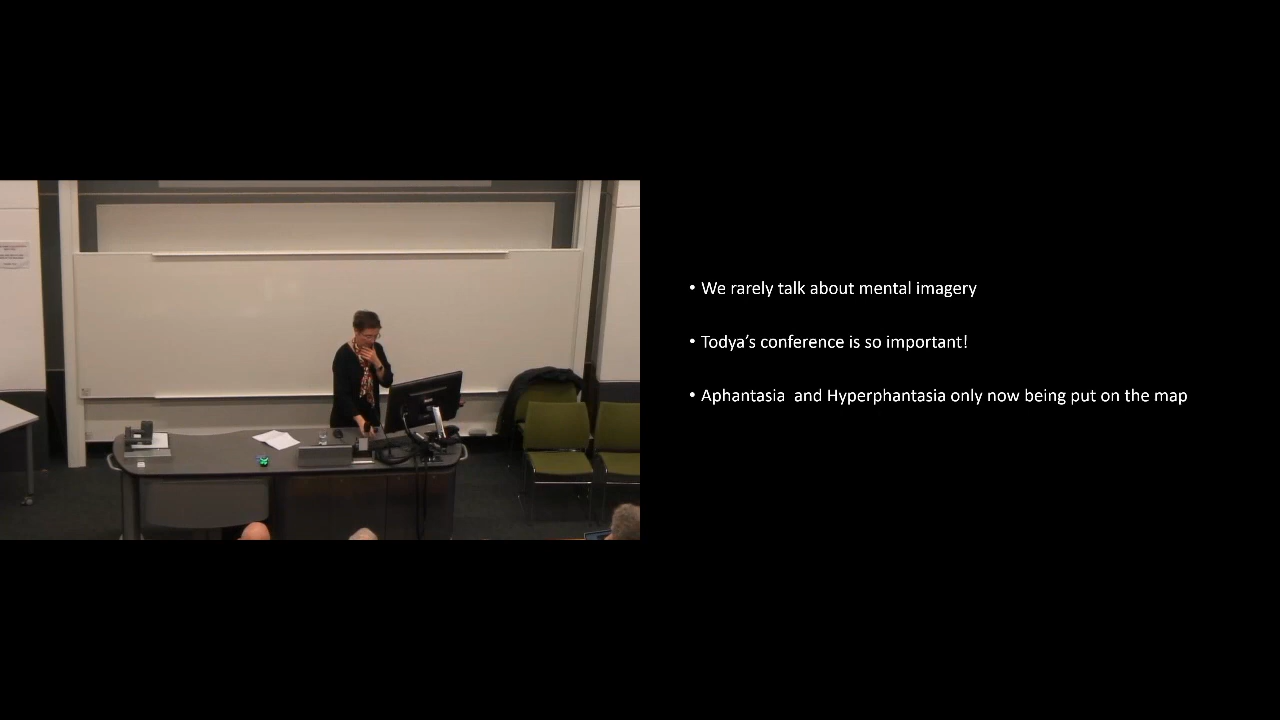 • We rarely talk about mental imagery
• Todya’s conference is so important!
• Aphantasia  and Hyperphantasia only now being put on the map